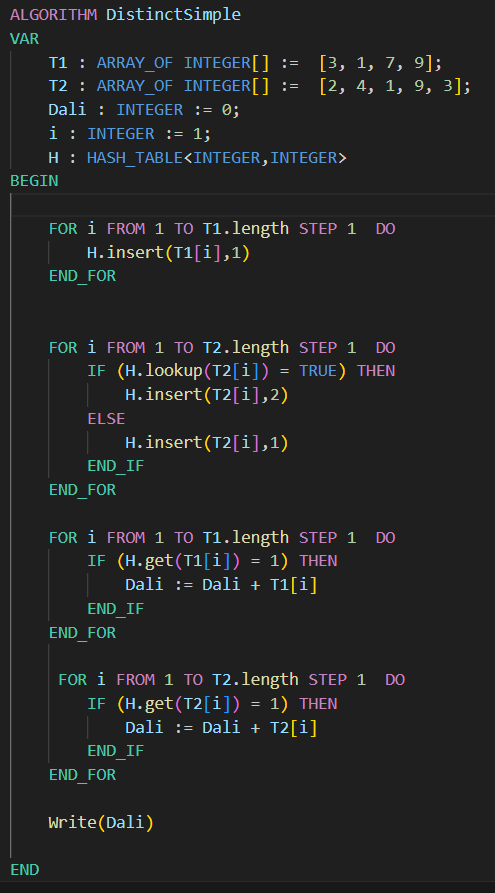 ALGORITHM DistinctSimple
VAR
    T1 : ARRAY_OF INTEGER[] :=  [3, 1, 7, 9];
    T2 : ARRAY_OF INTEGER[] :=  [2, 4, 1, 9, 3];
    Dali : INTEGER := 0;
    i : INTEGER := 1;
    H : HASH_TABLE<INTEGER,INTEGER>
BEGIN
    FOR i FROM 1 TO T1.length STEP 1  DO
        H.insert(T1[i],1)
    END_FOR
    FOR i FROM 1 TO T2.length STEP 1  DO
        IF (H.lookup(T2[i]) = TRUE) THEN
            H.insert(T2[i],2)
        ELSE
            H.insert(T2[i],1)
        END_IF
    END_FOR
    FOR i FROM 1 TO T1.length STEP 1  DO
        IF (H.get(T1[i]) = 1) THEN
            Dali := Dali + T1[i]
        END_IF
    END_FOR
     FOR i FROM 1 TO T2.length STEP 1  DO
        IF (H.get(T2[i]) = 1) THEN
            Dali := Dali + T2[i]
        END_IF
    END_FOR
    Write(Dali)
END